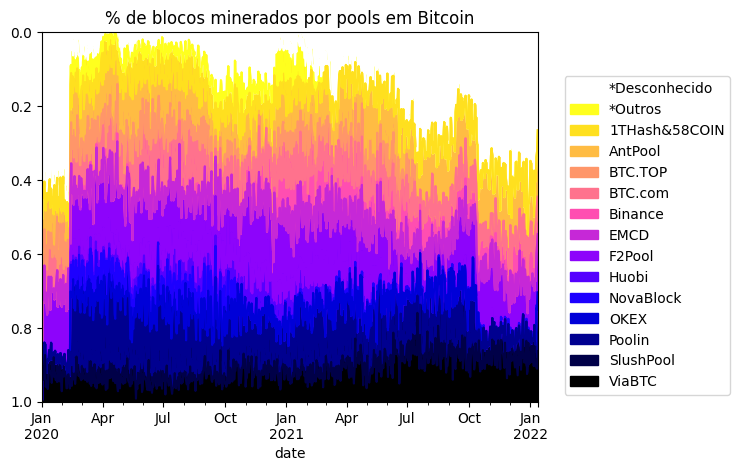 % de blocos minerados por pools em Bitcoin
0.0
0.2
0.4
0.6
0.8
1.0
Jan
2020
Apr
Jul
Oct
Jan
2021
Apr
Jul
Oct
Jan
2022
date
*Desconhecido
*Outros
1THash&58COIN
AntPool
BTC.TOP
BTC.com
Binance
EMCD
F2Pool
Huobi
NovaBlock
OKEX
Poolin
SlushPool
ViaBTC